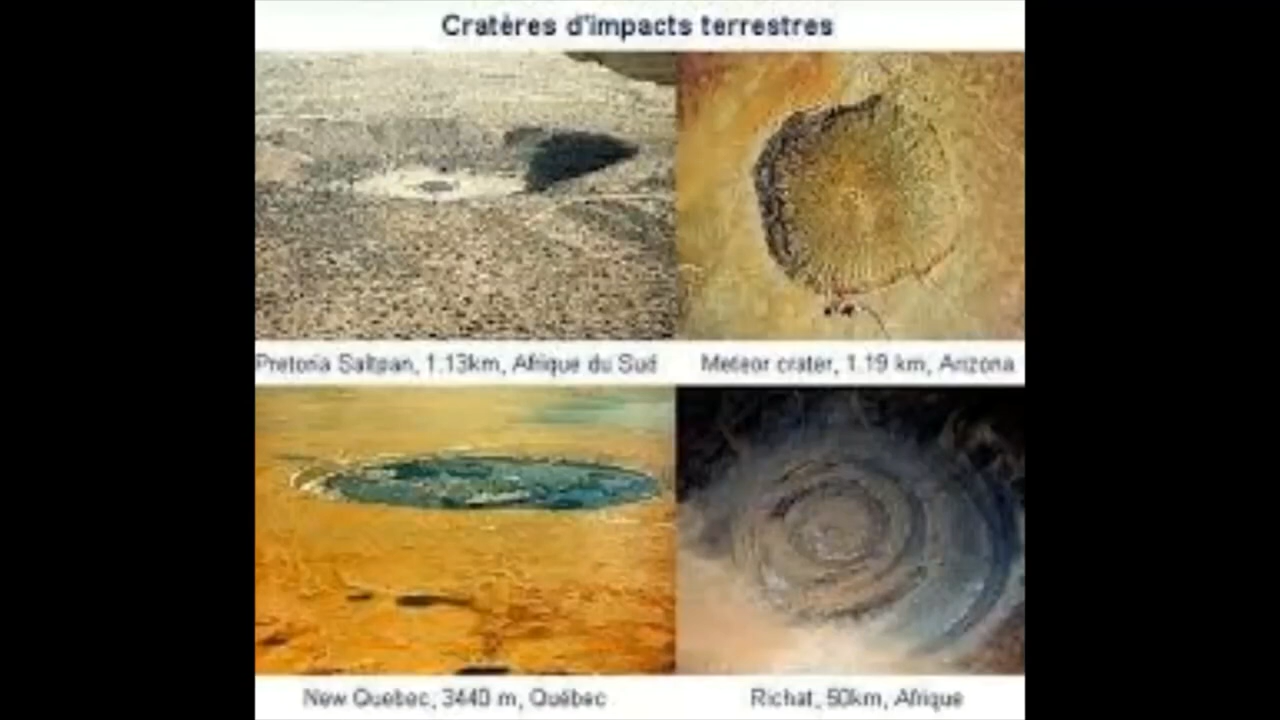 Cratères d'impacts terrestres
Pretoria Saltpan, 1.13km, Afrique du Sud
Meteor crater, 1.19 km, Arizona
New Quebec, 3440 m, Québec
Richat, 50km, Afrique